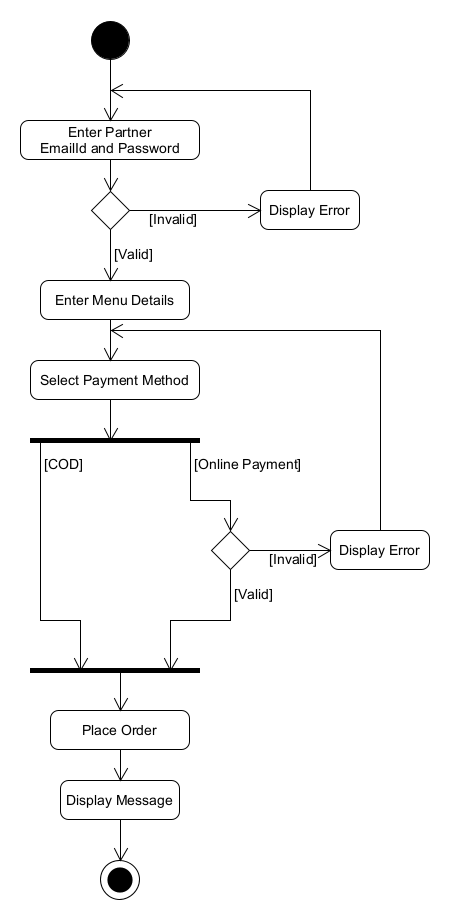 Enter Partner
EmailId and Password
[Invalid]
Display Error
[Valid]
Enter Menu Details
Select Payment Method
[COD]
[Online Payment]
[Invalid]
Display Error
[Valid]
Place Order
Display Message